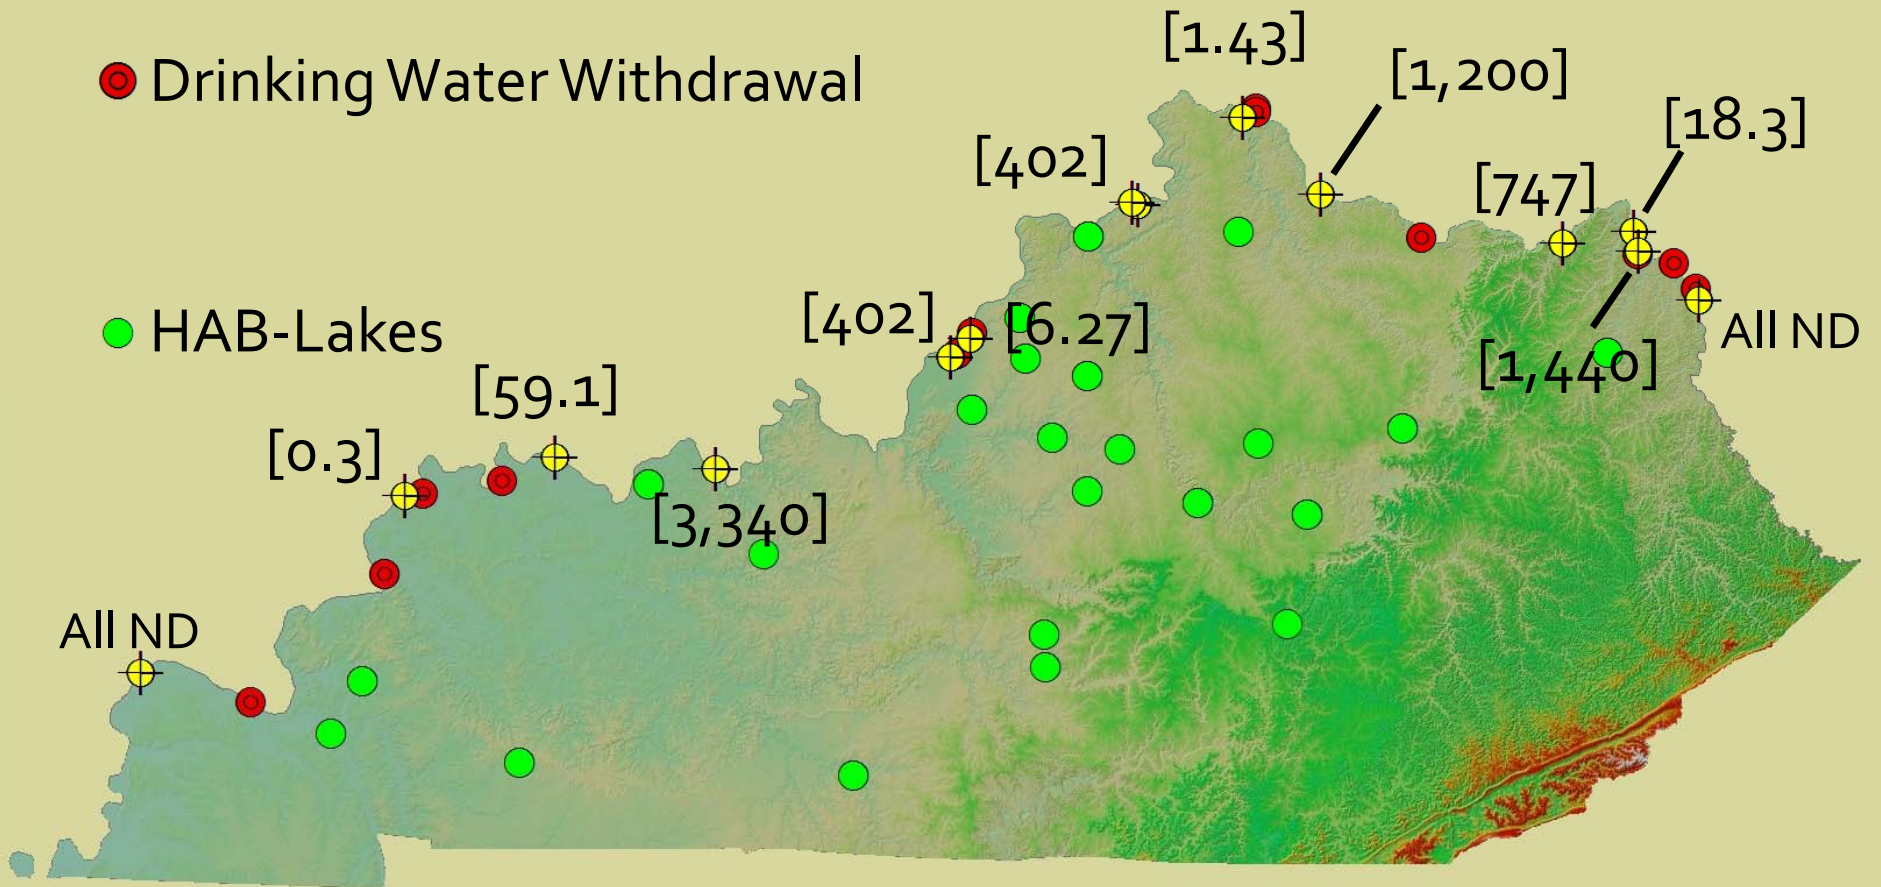 [1.43]
Drinking Water Withdrawal
[1,200]
[18.3]
[402]
[747]
[402]
[6.27]
HAB-Lakes
All ND
[1,440]
[59.1]
[0.3]
[3,340]
All ND